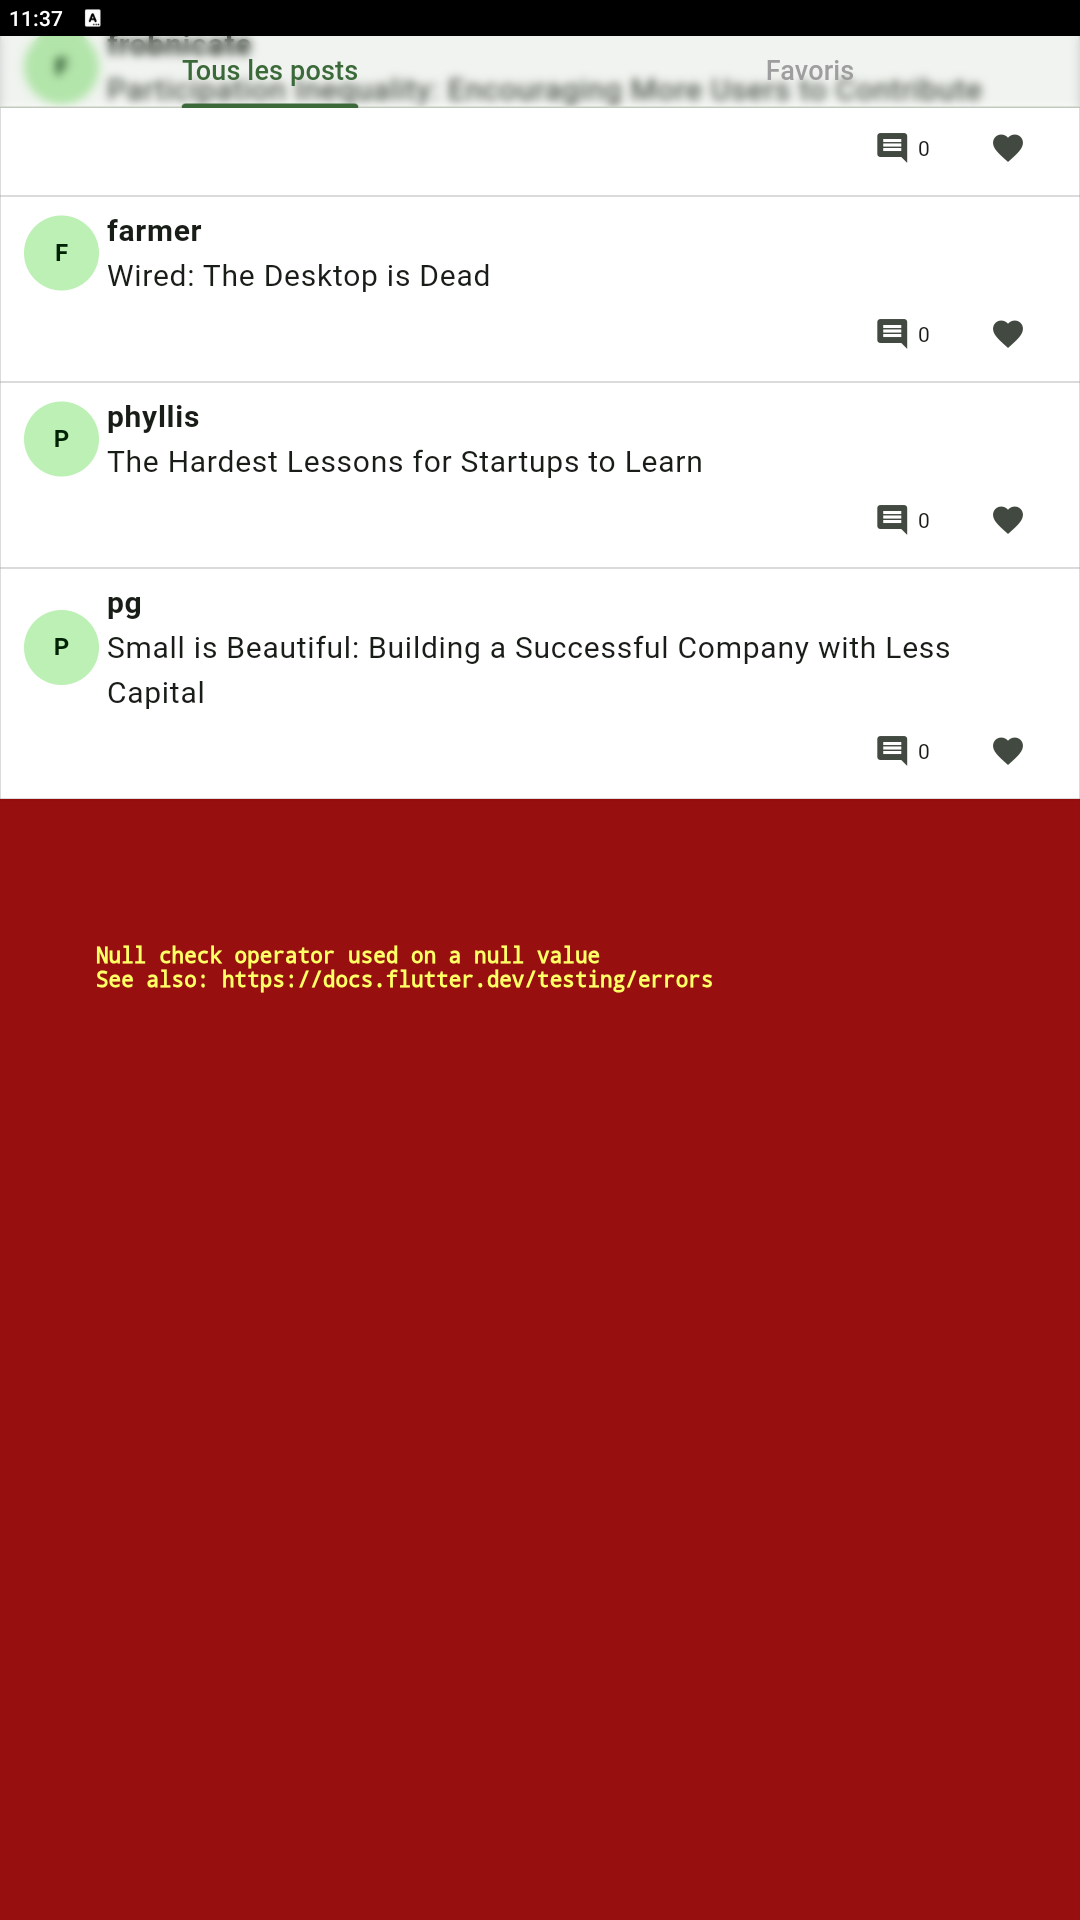 11:37
A
frobnicate
F
Tous les posts
Favoris
Participation Inequality: Encouraging More Users to Contribute
0
farmer
F
Wired: The Desktop is Dead
0
phyllis
P
The Hardest Lessons for Startups to Learn
0
pg
P
Small is Beautiful: Building a Successful Company with Less
Capital
0
Null check operator used on a null value
See also: https://docs.flutter.dev/testing/errors